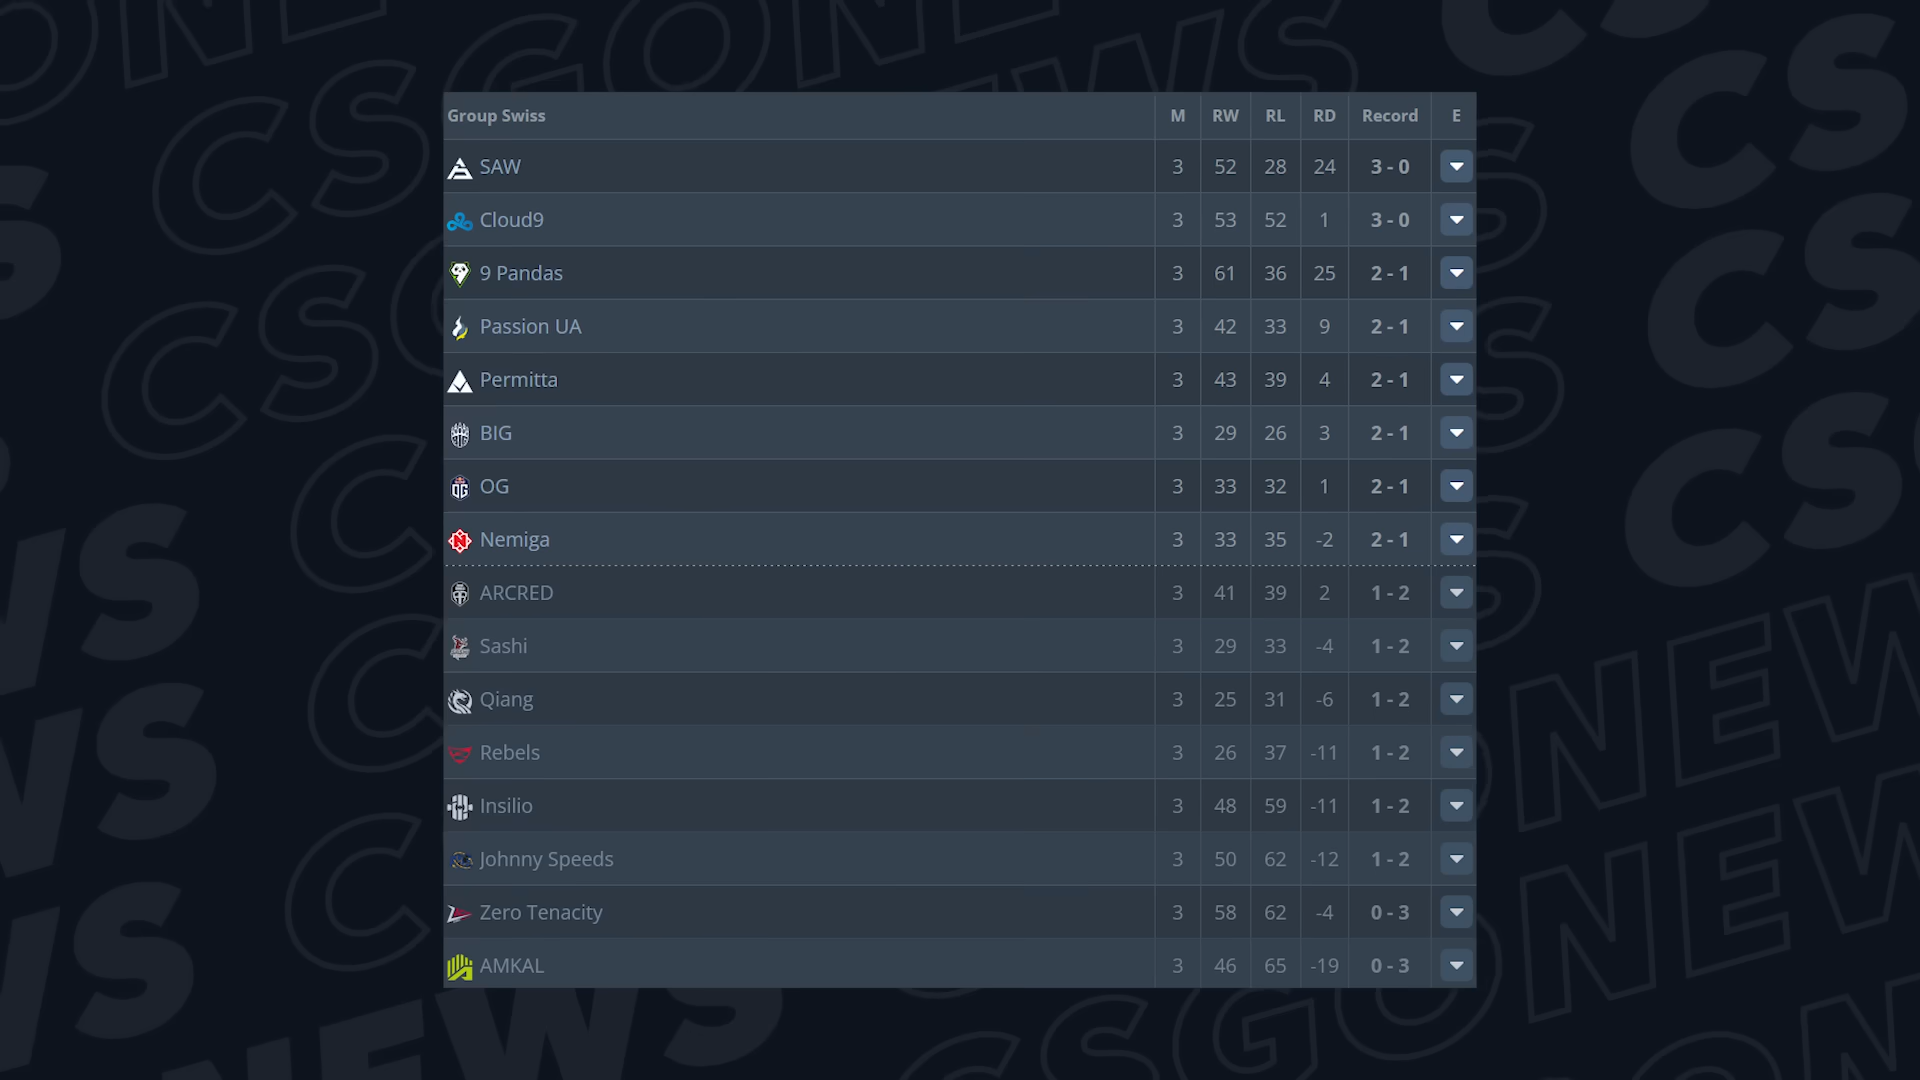 Group Swiss M RW RL RD Record E
SAW 3 52 28 24 3 - 0
Cloud9 3 53 52 1 3 - 0
9 Pandas 3 61 36 25 2 - 1
Passion UA 3 42 33 9 2 - 1
Permitta 3 43 39 4 2 - 1
BIG 3 29 26 3 2 - 1
OG 3 33 32 1 2 - 1
Nemiga 3 33 35 -2 2 - 1
ARCRED 3 41 39 2 1 - 2
Sashi 3 29 33 -4 1 - 2
Qiang 3 25 31 -6 1 - 2
Rebels 3 26 37 -11 1 - 2
Insilio 3 48 59 -11 1 - 2
Johnny Speeds 3 50 62 -12 1 - 2
Zero Tenacity 3 58 62 -4 0 - 3
AMKAL 3 46 65 -19 0 - 3